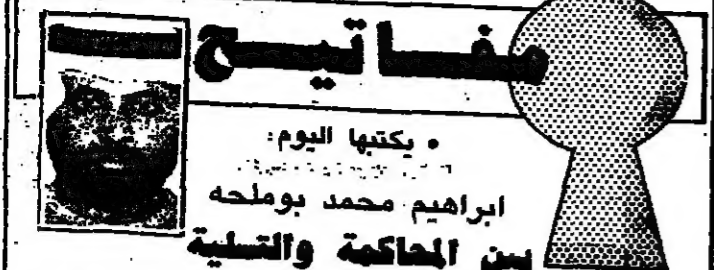 مفاتيح
• يكتبها اليوم:
ابراهيم محمد بوملحه
بين المحاكمة والتسلية